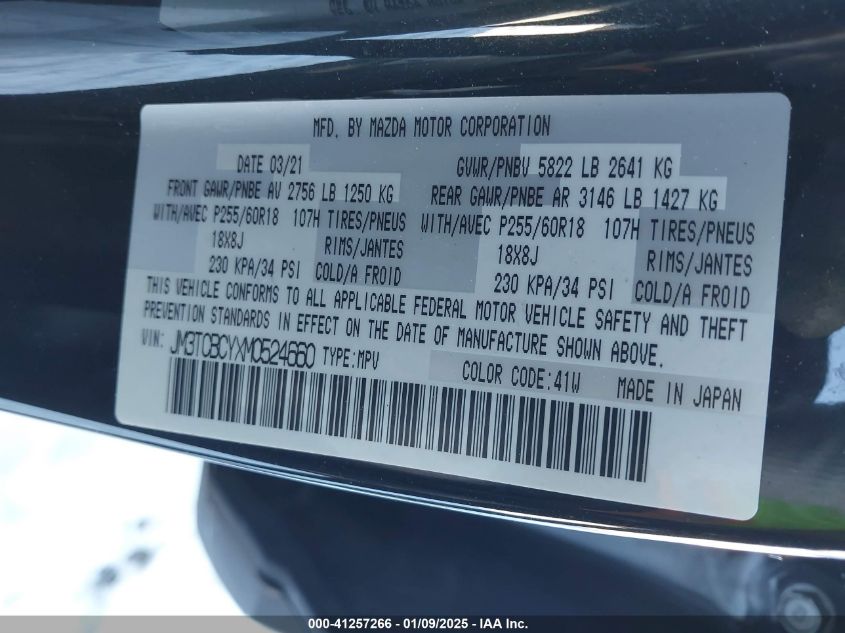 MFD. BY MAZDA MOTOR CORPORATION
DATE 03/21 GVWR/PNBV 5822 LB 2641 KG
FRONT GAWR/PNBE AV 2756 LB 1250 KG REAR GAWR/PNBE AR 3146 LB 1427 KG
WITH/AVEC P255/60R18 107H TIRES/PNEUS WITH/AVEC P255/60R18 107H TIRES/PNEUS
18X8J RIMS/JANTES 18X8J RIMS/JANTES
230 KPA/34 PSI COLD/A FROID 230 KPA/34 PSI COLD/A FROID
THIS VEHICLE CONFORMS TO ALL APPLICABLE FEDERAL MOTOR VEHICLE SAFETY AND THEFT
PREVENTION STANDARDS IN EFFECT ON THE DATE OF MANUFACTURE SHOWN ABOVE.
VIN: JM3TCBCYXM0524660 TYPE:MPV
COLOR CODE:41W MADE IN JAPAN
000-41257266 - 01/09/2025 - IAA Inc.